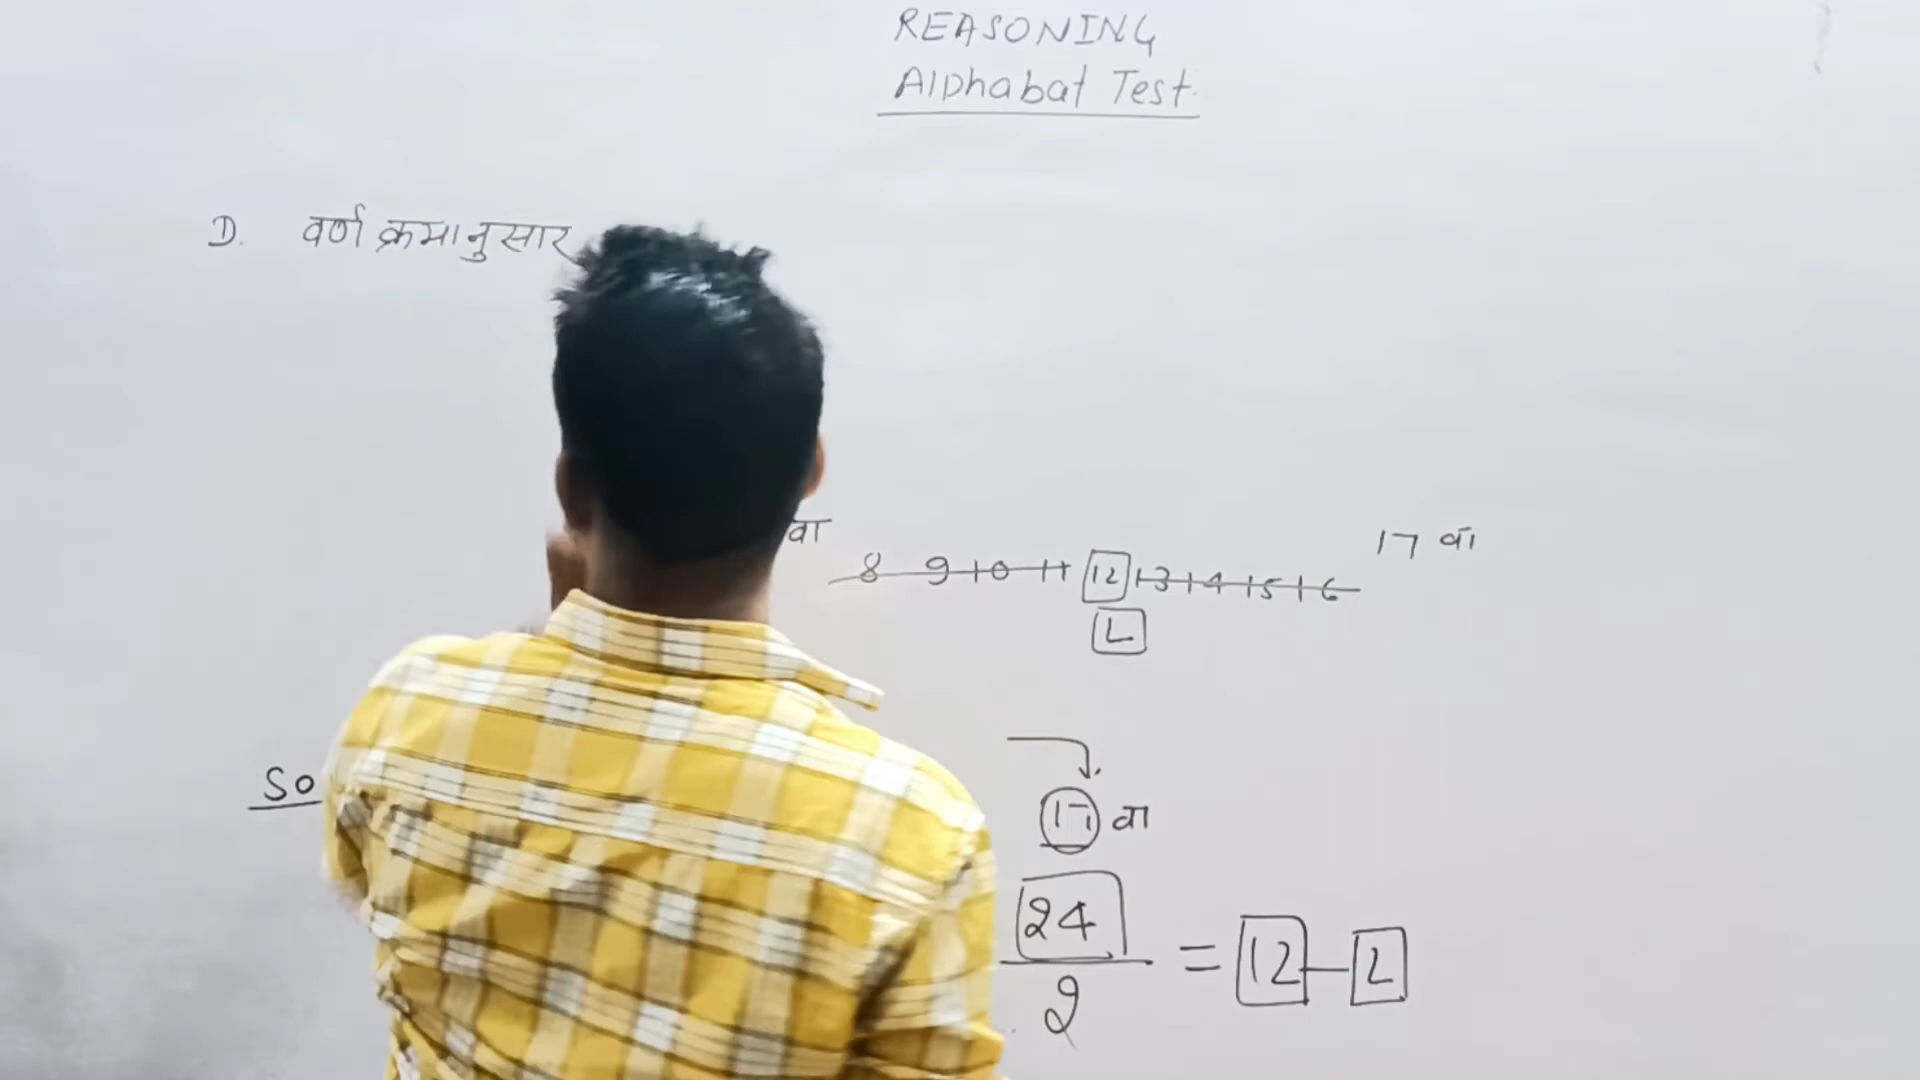 REASONING
Alphabat Test.
D. वर्ण क्रमानुसार
वा 8 9 10 11 12 13 14 15 16 17 वा
L
So
17 वा
24
2
= 12 - L